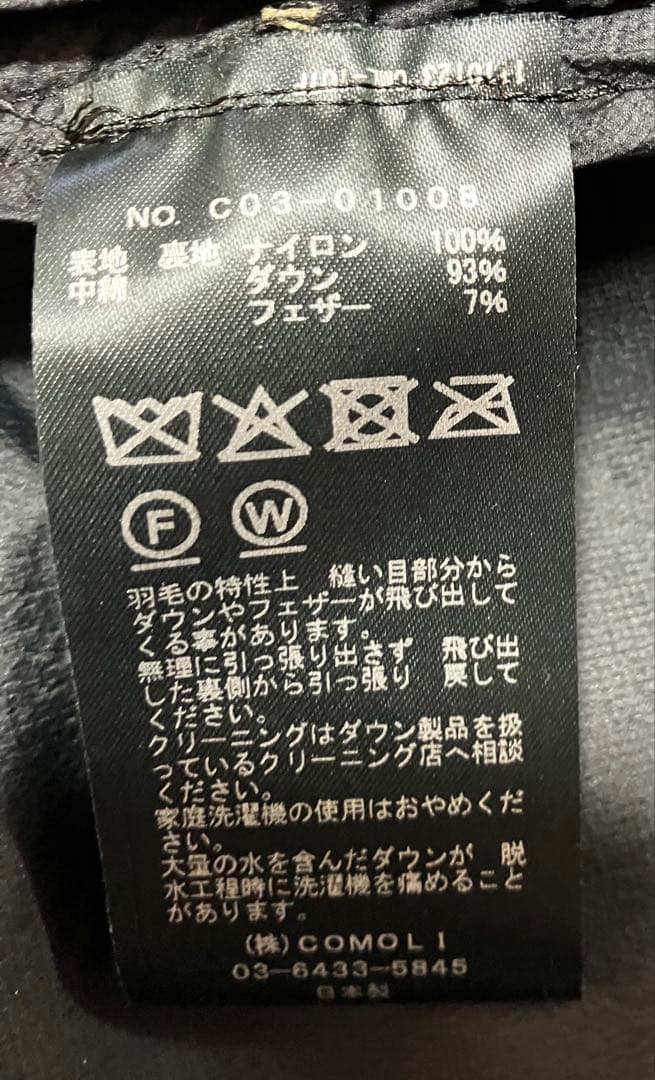 NO. C03-01008
表地 裏地 ナイロン 100%
中綿 ダウン 93%
フェザー 7%
F W
羽毛の特性上 縫い目部分から
ダウンやフェザーが飛び出して
くる事があります。
無理に引っ張り出さず 飛び出
した裏側から引っ張り 戻して
ください。
クリーニングはダウン製品を扱
っているクリーニング店へ相談
ください。
家庭洗濯機の使用はおやめくだ
さい。
大量の水を含んだダウンが 脱
水工程時に洗濯機を痛めること
があります。
(株)COMOLI
03-6433-5845
日本製